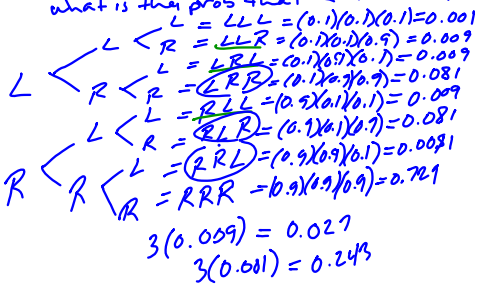 what is the prob that
L L L = LLL = (0.1)(0.1)(0.1)=0.001
R = LLR = (0.1)(0.1)(0.9) = 0.009
R L = LRL = (0.1)(0.9)(0.1) = 0.009
R = LRR = (0.1)(0.9)(0.9) = 0.081
R L L = RLL = (0.9)(0.1)(0.1) = 0.009
R = RLR = (0.9)(0.1)(0.9) = 0.081
R L = RRL = (0.9)(0.9)(0.1) = 0.0081
R = RRR = (0.9)(0.9)(0.9) = 0.729
3(0.009) = 0.027
3(0.081) = 0.243